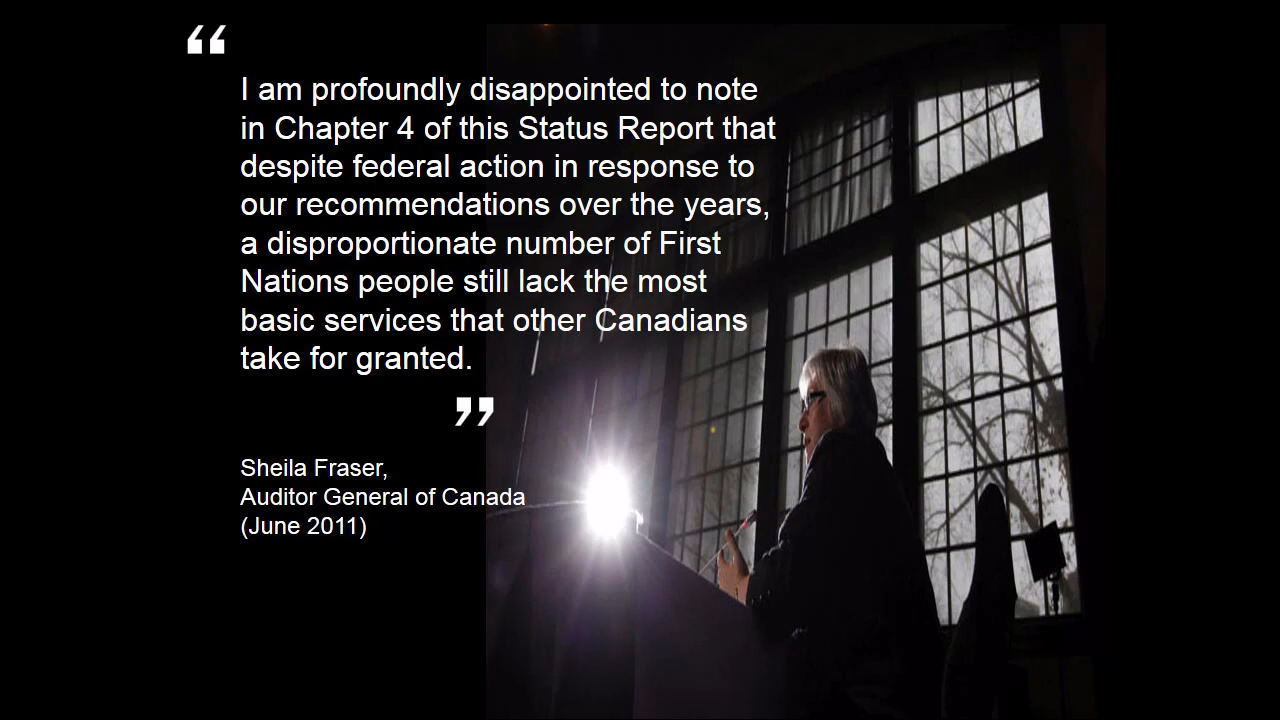 “
I am profoundly disappointed to note
in Chapter 4 of this Status Report that
despite federal action in response to
our recommendations over the years,
a disproportionate number of First
Nations people still lack the most
basic services that other Canadians
take for granted.
”
Sheila Fraser,
Auditor General of Canada
(June 2011)